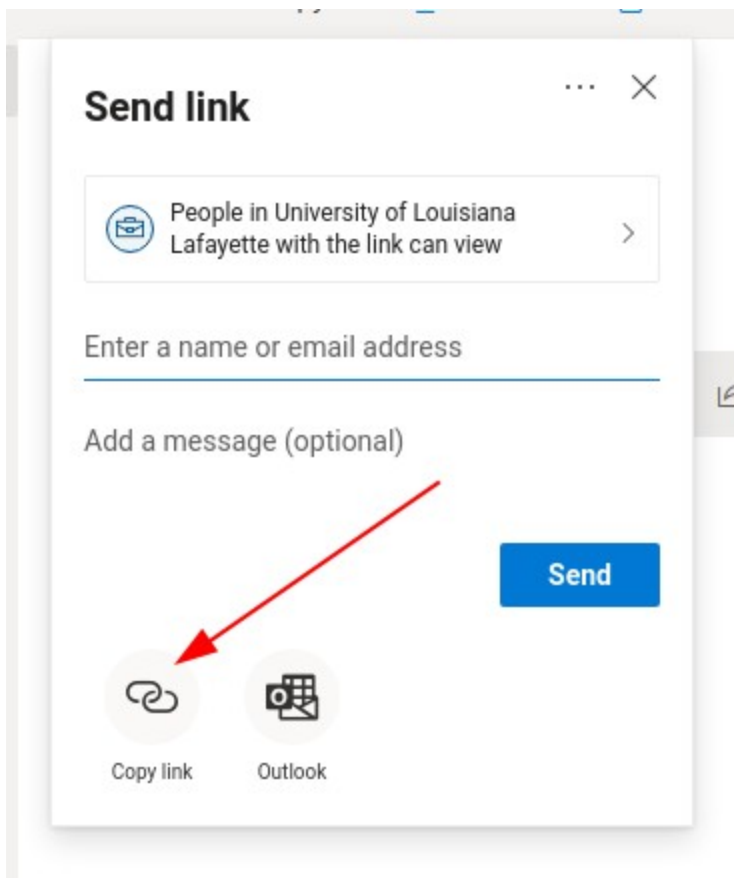 Send link
People in University of Louisiana
Lafayette with the link can view
Enter a name or email address
Add a message (optional)
Send
Copy link
Outlook